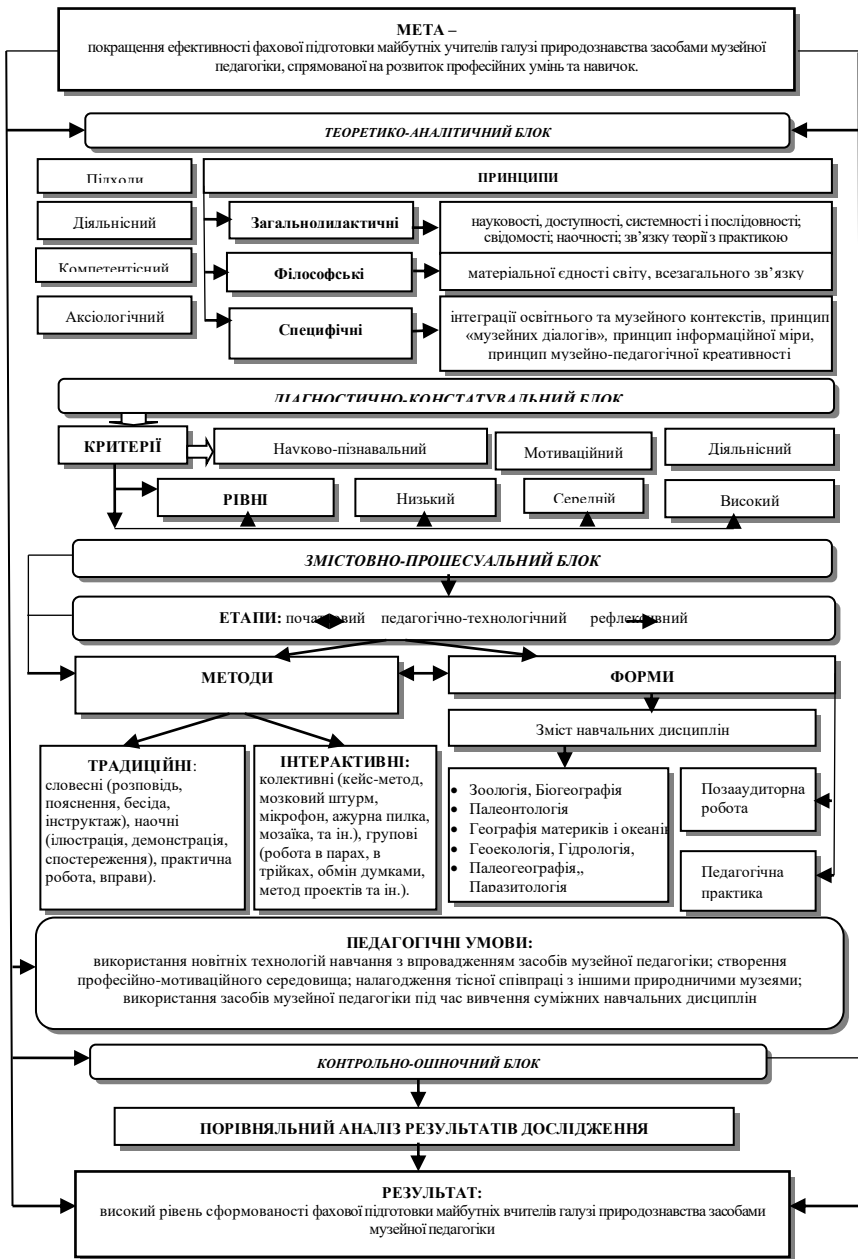 МЕТА –
покращення ефективності фахової підготовки майбутніх учителів галузі природознавства засобами музейної
педагогіки, спрямованої на розвиток професійних умінь та навичок.
ТЕОРЕТИКО-АНАЛІТИЧНИЙ БЛОК
Підходи
ПРИНЦИПИ
Діяльнісний
Загальнодидактичні
науковості, доступності, системності і послідовності;
свідомості; наочності; зв’язку теорії з практикою
Компетентісний
Філософські
матеріальної єдності світу, всезагального зв’язку
Аксіологічний
Специфічні
інтеграції освітнього та музейного контекстів, принцип
«музейних діалогів», принцип інформаційної міри,
принцип музейно-педагогічної креативності
ДІАГНОСТИЧНО-КОНСТАТУВАЛЬНИЙ БЛОК
КРИТЕРІЇ
Науково-пізнавальний
Мотиваційний
Діяльнісний
РІВНІ
Низький
Середній
Високий
ЗМІСТОВНО-ПРОЦЕСУАЛЬНИЙ БЛОК
ЕТАПИ: початковий педагогічно-технологічний рефлексивний
МЕТОДИ
ФОРМИ
Зміст навчальних дисциплін
ТРАДИЦІЙНІ:
словесні (розповідь,
пояснення, бесіда,
інструктаж), наочні
(ілюстрація, демонстрація,
спостереження), практична
робота, вправи).
ІНТЕРАКТИВНІ:
колективні (кейс-метод,
мозковий штурм,
мікрофон, ажурна пилка,
мозаїка, та ін.), групові
(робота в парах, в
трійках, обмін думками,
метод проектів та ін.).
• Зоологія, Біогеографія
• Палеонтологія
• Географія материків і океанів
• Геоекологія, Гідрологія,
• Палеогеографія,,
Паразитологія
Позааудиторна
робота
Педагогічна
практика
ПЕДАГОГІЧНІ УМОВИ:
використання новітніх технологій навчання з впровадженням засобів музейної педагогіки; створення
професійно-мотиваційного середовища; налагодження тісної співпраці з іншими природничими музеями;
використання засобів музейної педагогіки під час вивчення суміжних навчальних дисциплін
КОНТРОЛЬНО-ОЦІНОЧНИЙ БЛОК
ПОРІВНЯЛЬНИЙ АНАЛІЗ РЕЗУЛЬТАТІВ ДОСЛІДЖЕННЯ
РЕЗУЛЬТАТ:
високий рівень сформованості фахової підготовки майбутніх вчителів галузі природознавства засобами
музейної педагогіки